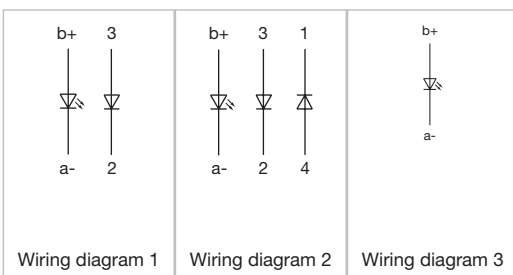 b+ 3
a- 2
Wiring diagram 1
b+ 3 1
a- 2 4
Wiring diagram 2
b+
a-
Wiring diagram 3